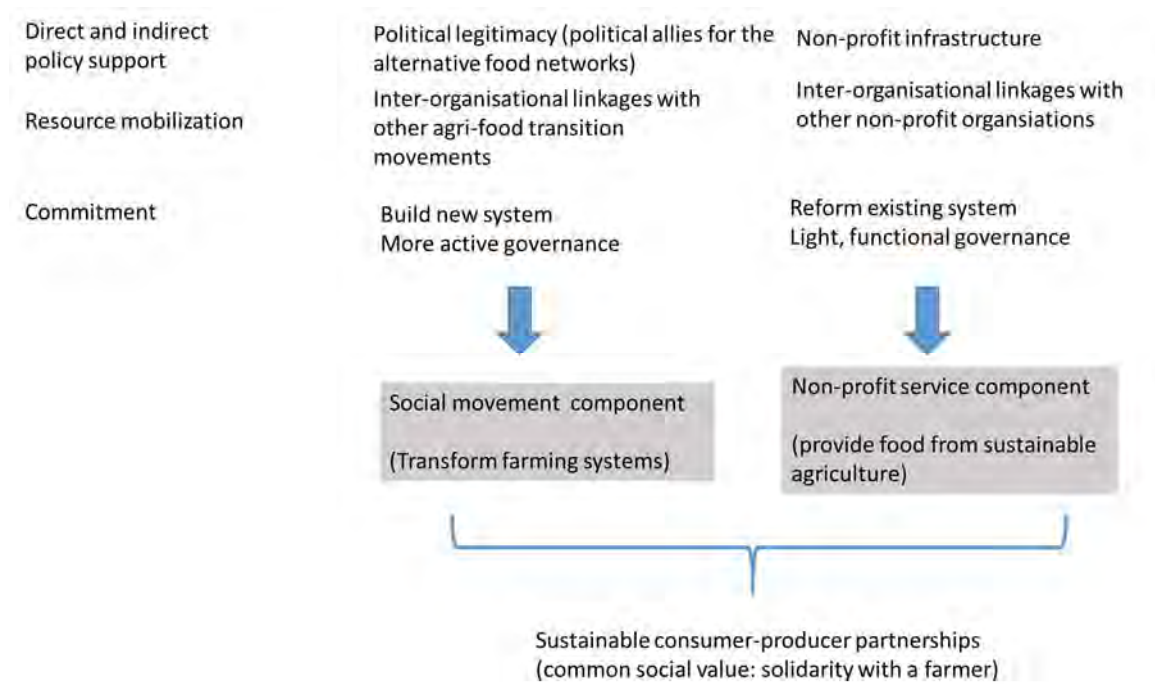 Direct and indirect
policy support
Political legitimacy (political allies for the
alternative food networks)
Non-profit infrastructure
Resource mobilization
Inter-organisational linkages with
other agri-food transition
movements
Inter-organisational linkages with
other non-profit organsiations
Commitment
Build new system
More active governance
Reform existing system
Light, functional governance
Social movement component
(Transform farming systems)
Non-profit service component
(provide food from sustainable
agriculture)
Sustainable consumer-producer partnerships
(common social value: solidarity with a farmer)